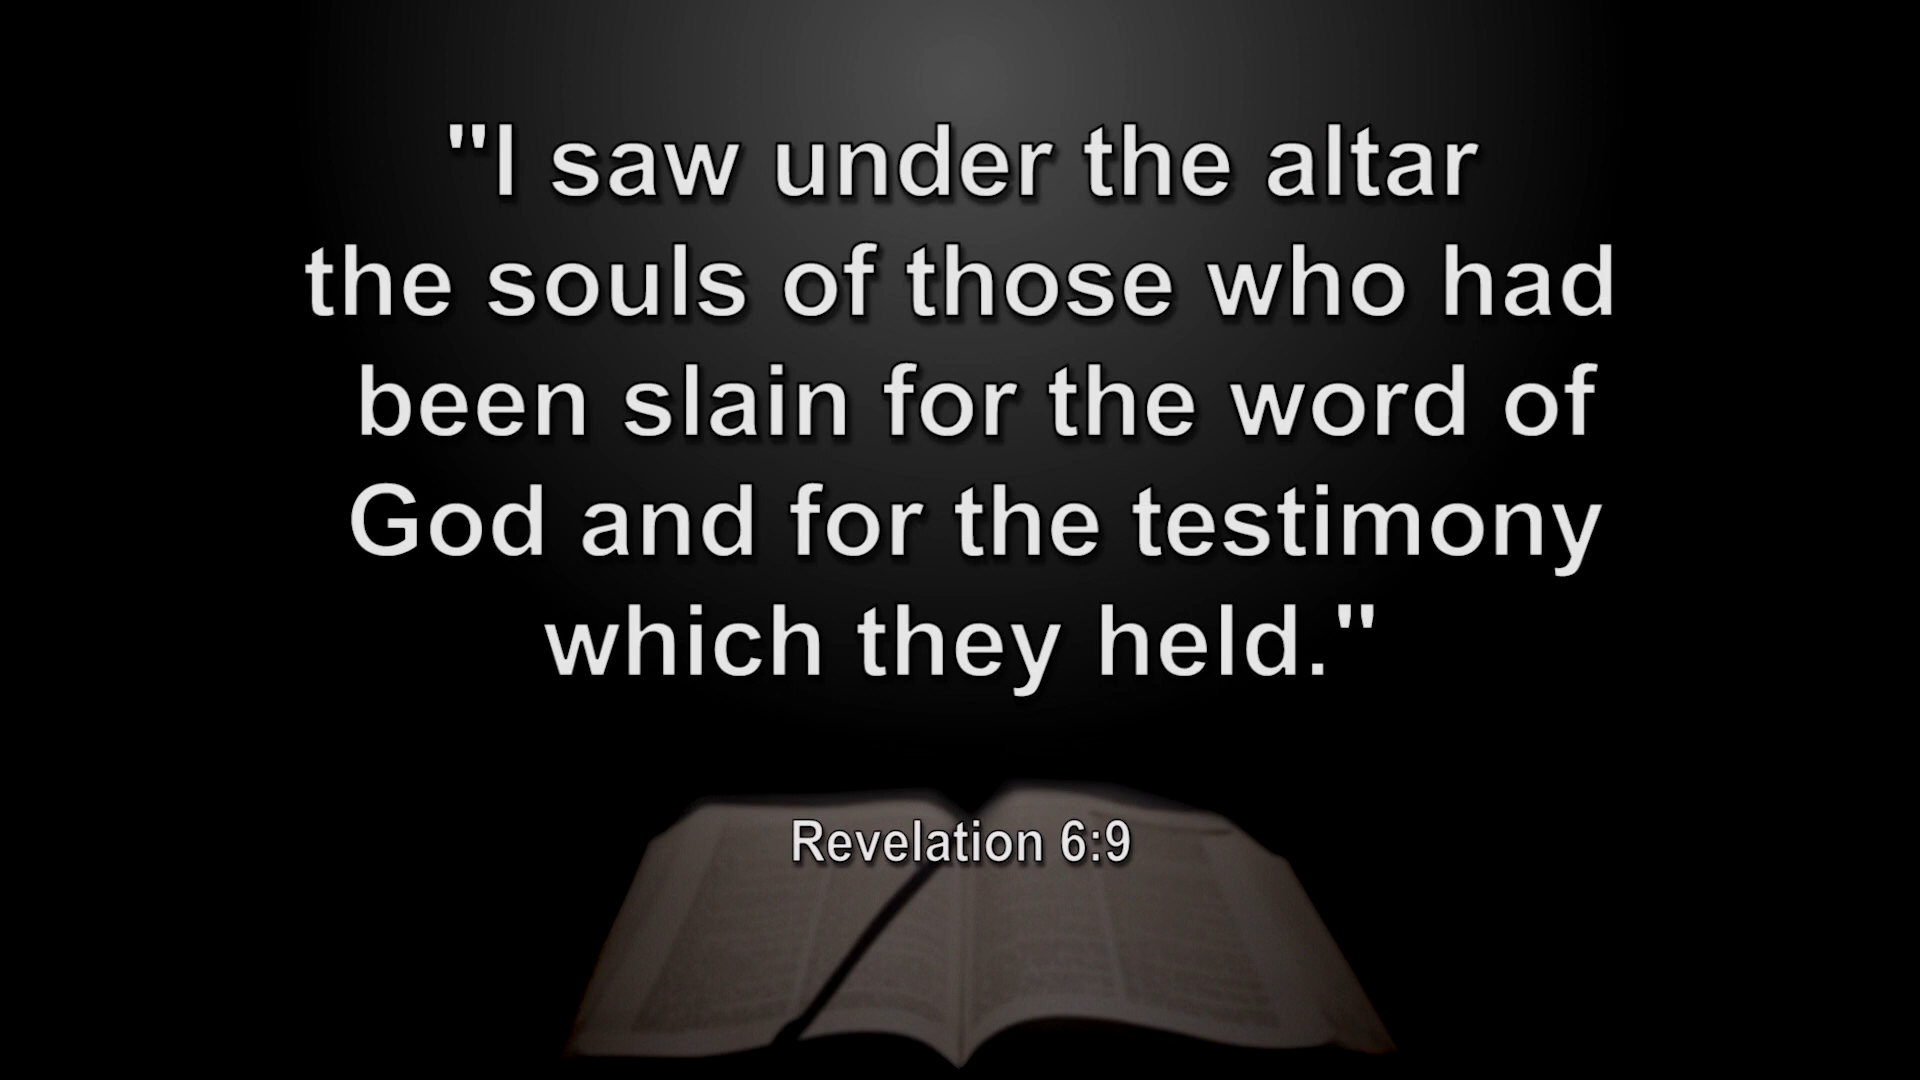 "I saw under the altar
the souls of those who had
been slain for the word of
God and for the testimony
which they held."
Revelation 6:9